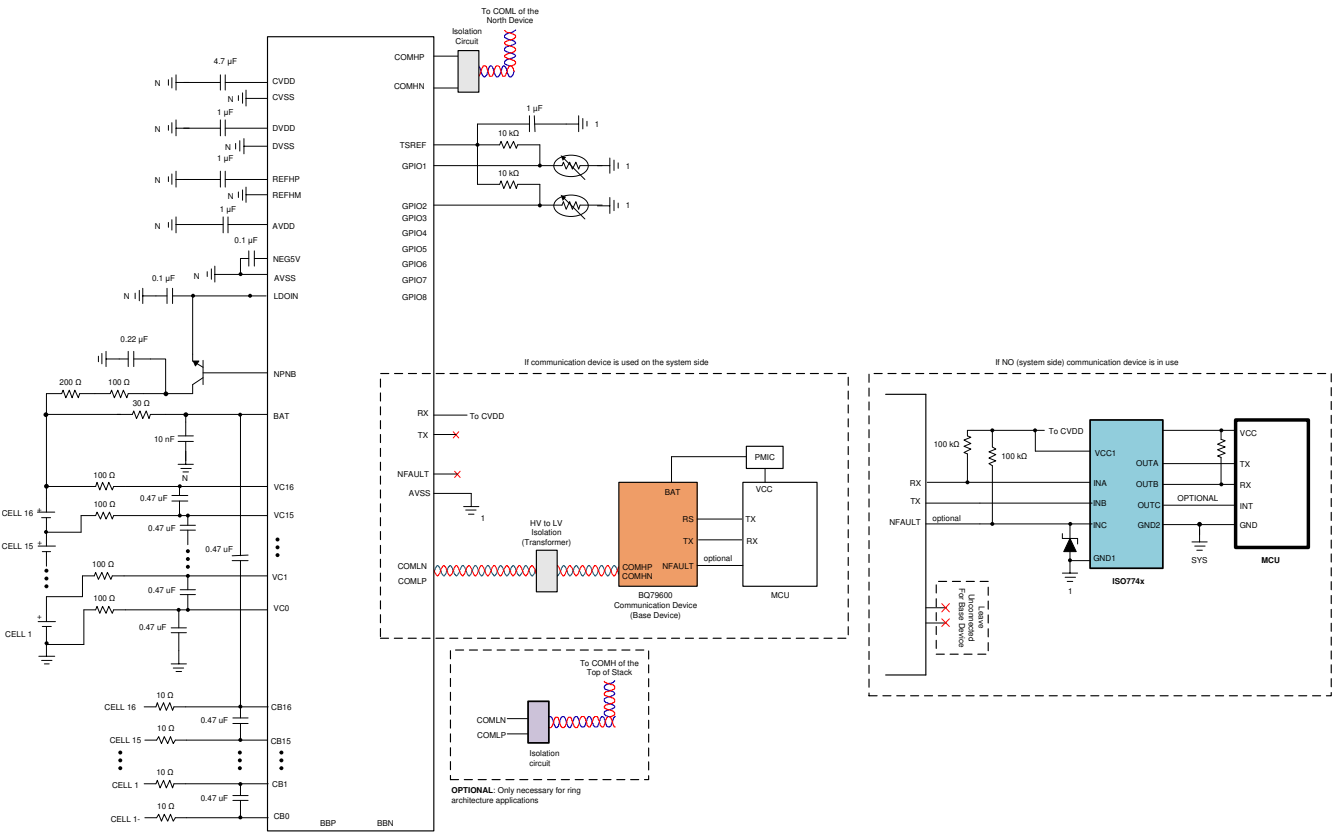 To COML of the
North Device
Isolation
Circuit
COMHP
COMHN
4.7 µF
N
CVDD
N
CVSS
1 µF
N
DVDD
N
DVSS
1 µF
N
REFHP
N
REFHM
1 µF
N
AVDD
0.1 µF
NEG5V
N
AVSS
0.1 µF
N
LDOIN
0.22 µF
NPNB
200 Ω
100 Ω
30 Ω
BAT
10 nF
N
100 Ω
VC16
0.47 uF
100 Ω
CELL 16
+
VC15
0.47 uF
CELL 15
+
0.47 uF
100 Ω
VC1
0.47 uF
100 Ω
VC0
+
CELL 1
0.47 uF
10 Ω
CELL 16
CB16
0.47 uF
10 Ω
CELL 15
CB15
10 Ω
CELL 1
CB1
0.47 uF
10 Ω
CELL 1-
CB0
BBP
BBN
1 µF
1
TSREF
10 kΩ
GPIO1
1
10 kΩ
GPIO2
1
GPIO3
GPIO4
GPIO5
GPIO6
GPIO7
GPIO8
If communication device is used on the system side
RX
To CVDD
TX
NFAULT
AVSS
1
COMLN
COMLP
HV to LV
Isolation
(Transformer)
PMIC
BAT
RS
TX
NFAULT
COMHP
COMHN
optional
VCC
TX
RX
MCU
BQ79600
Communication Device
(Base Device)
To COMH of the
Top of Stack
COMLN
COMLP
Isolation
circuit
OPTIONAL: Only necessary for ring
architecture applications
If NO (system side) communication device is in use
To CVDD
100 kΩ
100 kΩ
RX
TX
NFAULT
optional
VCC1
INA
INB
INC
GND1
OUTA
OUTB
OUTC
GND2
ISO774x
1
OPTIONAL
SYS
VCC
TX
RX
INT
GND
MCU
Leave
Unconnected
For Base Device